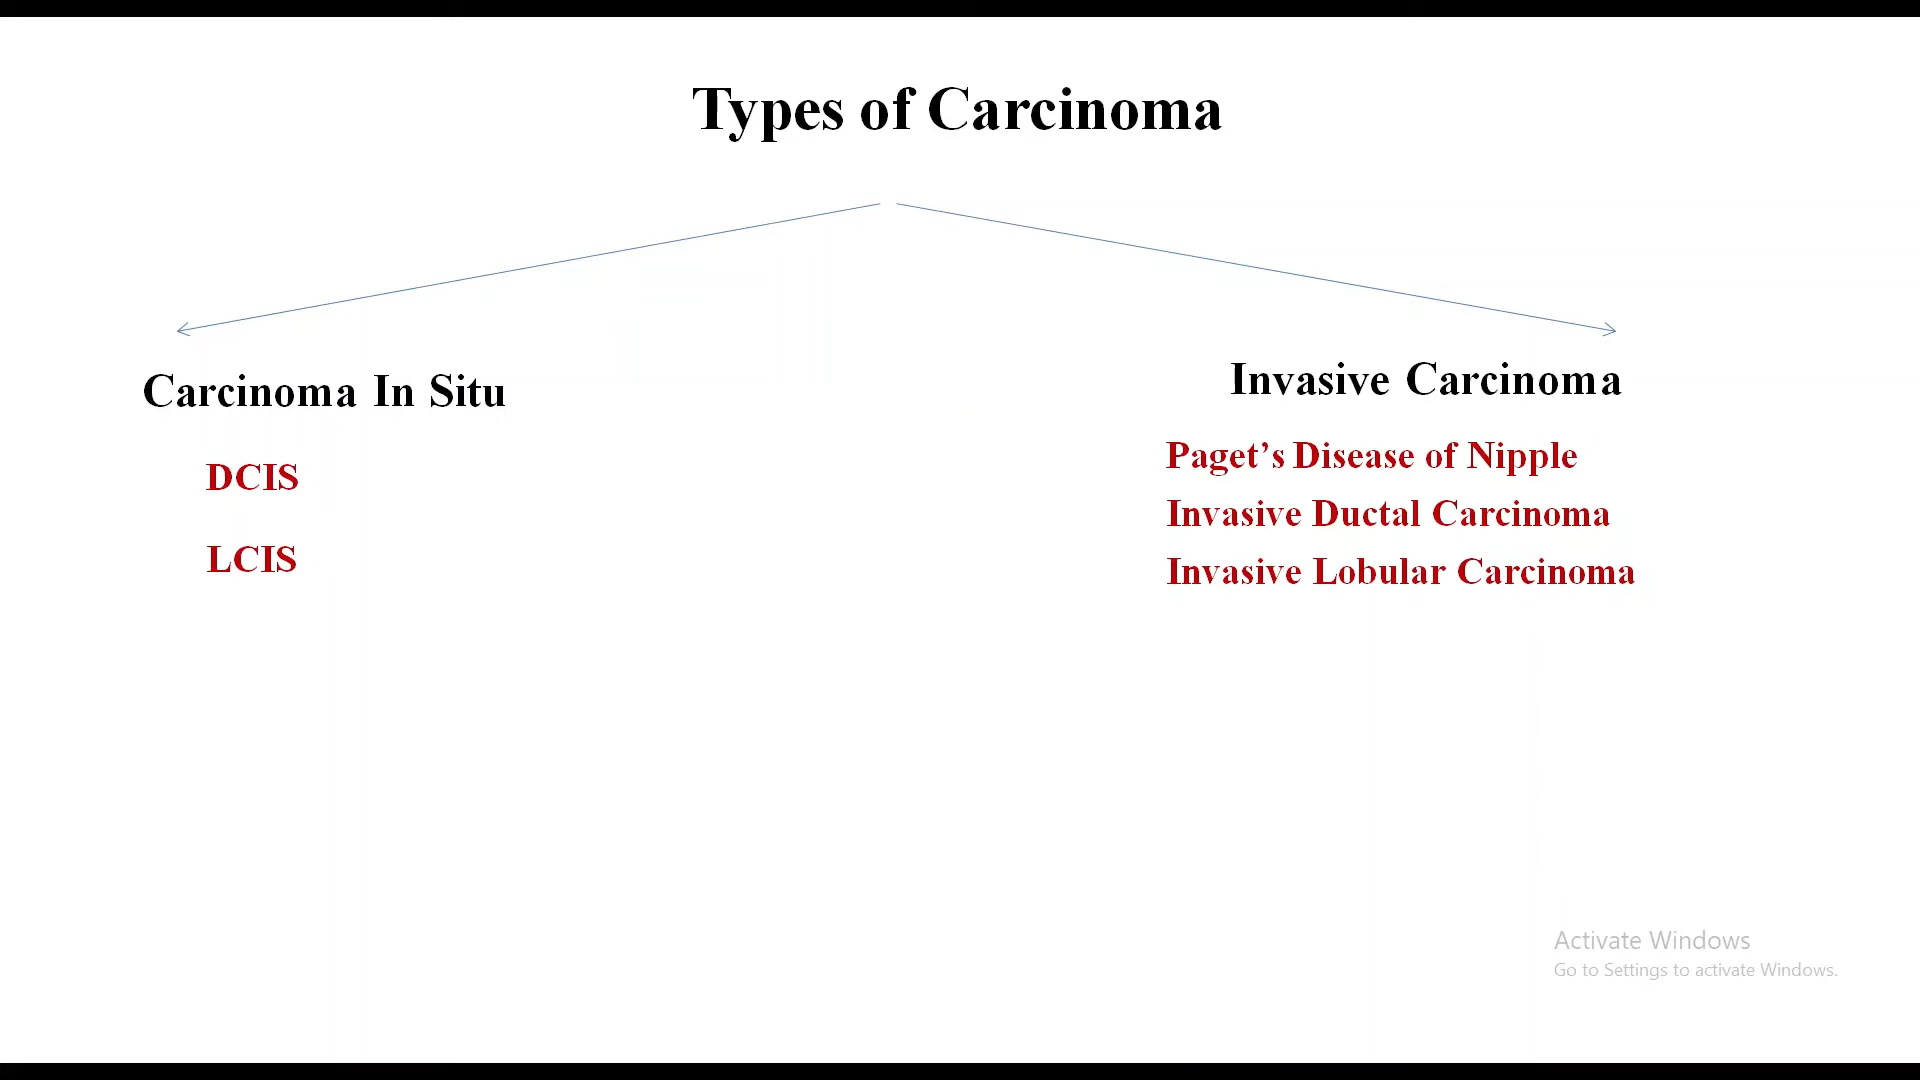 Types of Carcinoma
Carcinoma In Situ
DCIS
LCIS
Invasive Carcinoma
Paget’s Disease of Nipple
Invasive Ductal Carcinoma
Invasive Lobular Carcinoma
Activate Windows
Go to Settings to activate Windows.